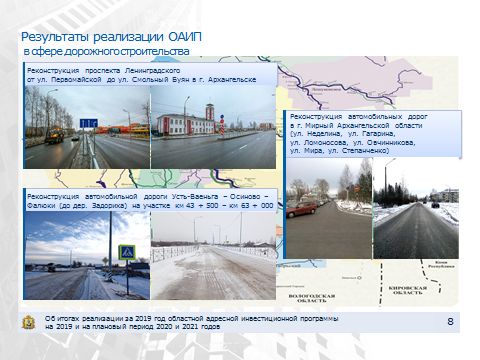 Результаты реализации ОАИП
в сфере дорожного строительства
Реконструкция проспекта Ленинградского
от ул. Первомайской до ул. Смольный Буян в г. Архангельске
Реконструкция автомобильных дорог
в г. Мирный Архангельской области
(ул. Неделина, ул. Гагарина,
ул. Ломоносова, ул. Овчинникова,
ул. Мира, ул. Степанченко)
Реконструкция автомобильной дороги Усть-Ваеньга – Осиново –
Фалюки (до дер. Задориха) на участке км 43 + 500 – км 63 + 000
ВОЛОГОДСКАЯ
ОБЛАСТЬ
КИРОВСКАЯ
ОБЛАСТЬ
Коми
Республика
Об итогах реализации за 2019 год областной адресной инвестиционной программы
на 2019 и на плановый период 2020 и 2021 годов
8